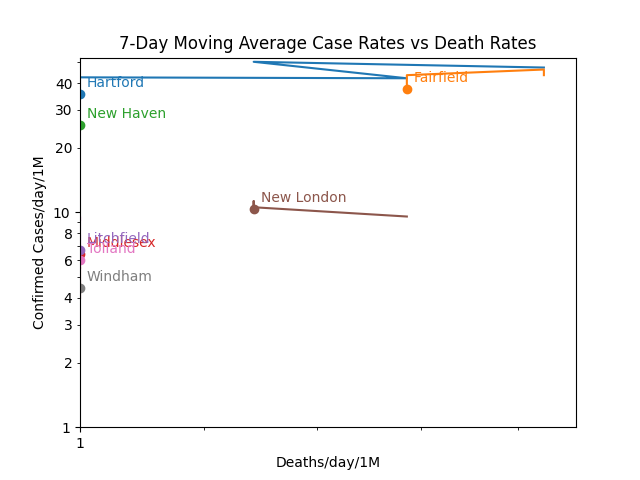 7-Day Moving Average Case Rates vs Death Rates
40
Hartford
Fairfield
30
New Haven
20
New London
10
8
Litchfield
Middlesex
Tolland
6
Windham
4
3
2
1
1
Confirmed Cases/day/1M
Deaths/day/1M